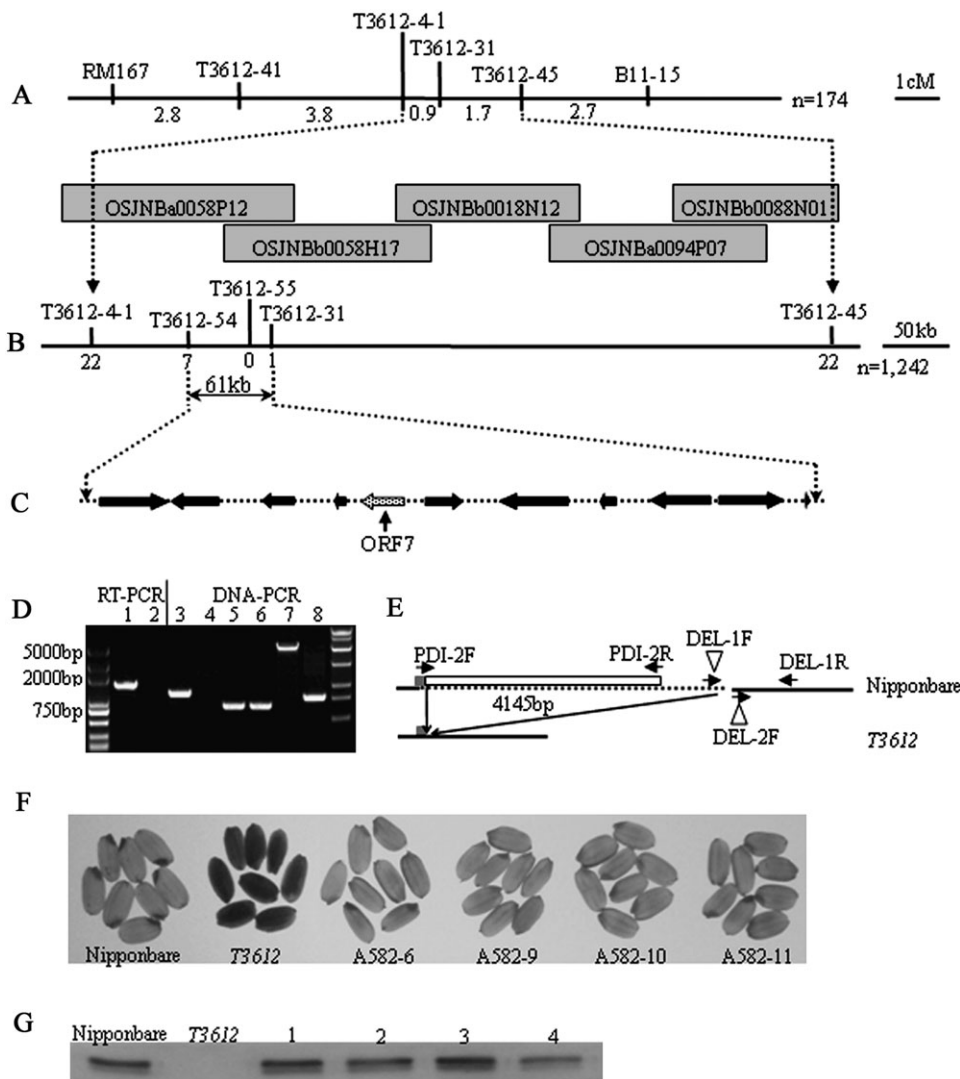 T3612-4-1
T3612-31
RM167 T3612-41 T3612-45 B11-15
A n=174 1cM
2.8 3.8 0.9 1.7 2.7
OSJNBa0058P12 OSJNBb0018N12 OSJNBb0088N01
OSJNBb0058H17 OSJNBa0094P07
T3612-55
T3612-4-1 T3612-54 T3612-31 T3612-45
B 50kb
22 7 0 1 22 n=1,242
61kb
C
ORF7
D RT-PCR DNA-PCR
1 2 3 4 5 6 7 8
5000bp
2000bp
750bp
E
DEL-1F
PDI-2F PDI-2R DEL-1R
Nipponbare
4145bp
DEL-2F T3612
F
Nipponbare T3612 A582-6 A582-9 A582-10 A582-11
G
Nipponbare T3612 1 2 3 4